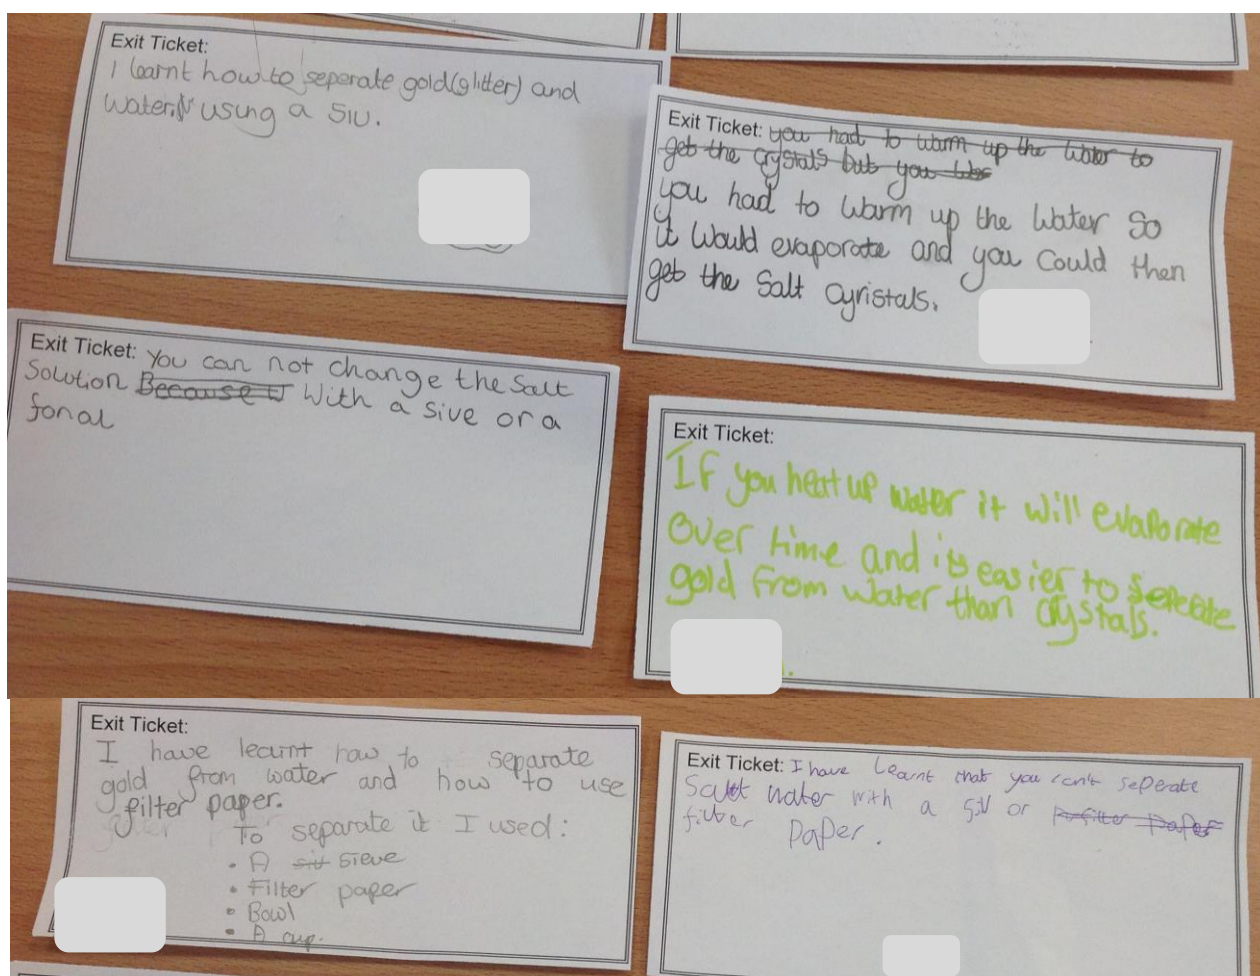 Exit Ticket:
I learnt how to seperate gold(glitter) and
water. using a siv.
Exit Ticket: you had to warm up the water to
get the crystals but you
you had to warm up the water so
it would evaporate and you could then
get the salt cyristals.
Exit Ticket: You can not change the salt
Solution Because with a sive or a
fonal
Exit Ticket:
If you heat up water it will evaporate
over time and its easier to seperate
gold from water than crystals.
Exit Ticket:
I have learnt how to separate
gold from water and how to use
filter paper.
To separate it I used:
• A siv sieve
• Filter paper
• Bowl
• A cup.
Exit Ticket: I have learnt that you can't seperate
Salt water with a siv or filter paper
filter paper.